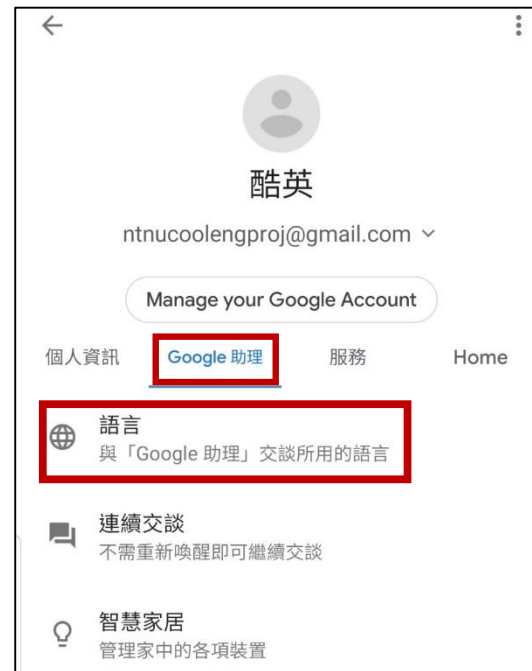 酷英
ntnucoolengproj@gmail.com
Manage your Google Account
個人資訊 Google 助理 服務 Home
語言
與「Google 助理」交談所用的語言
連續交談
不需重新喚醒即可繼續交談
智慧家居
管理家中的各項裝置